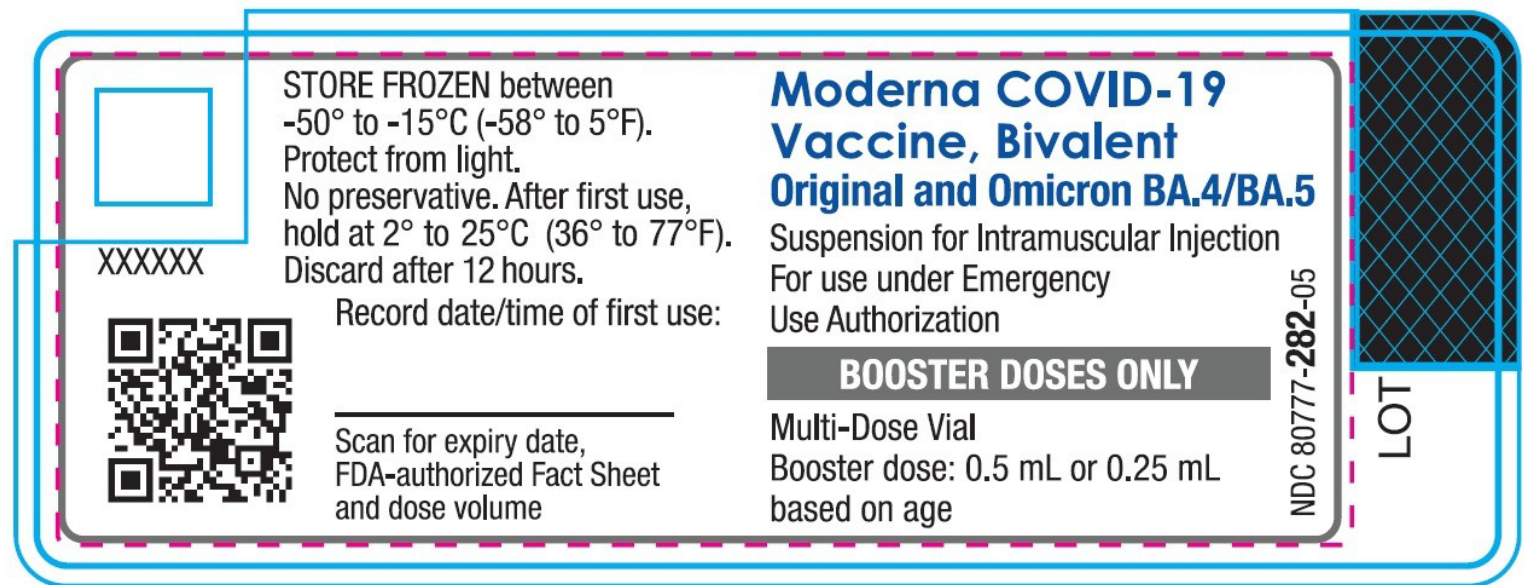 STORE FROZEN between
-50° to -15°C (-58° to 5°F).
Protect from light.
No preservative. After first use,
hold at 2° to 25°C (36° to 77°F).
Discard after 12 hours.
Record date/time of first use:
XXXXXX
Scan for expiry date,
FDA-authorized Fact Sheet
and dose volume
Moderna COVID-19
Vaccine, Bivalent
Original and Omicron BA.4/BA.5
Suspension for Intramuscular Injection
For use under Emergency
Use Authorization
BOOSTER DOSES ONLY
Multi-Dose Vial
Booster dose: 0.5 mL or 0.25 mL
based on age
NDC 80777-282-05
LOT